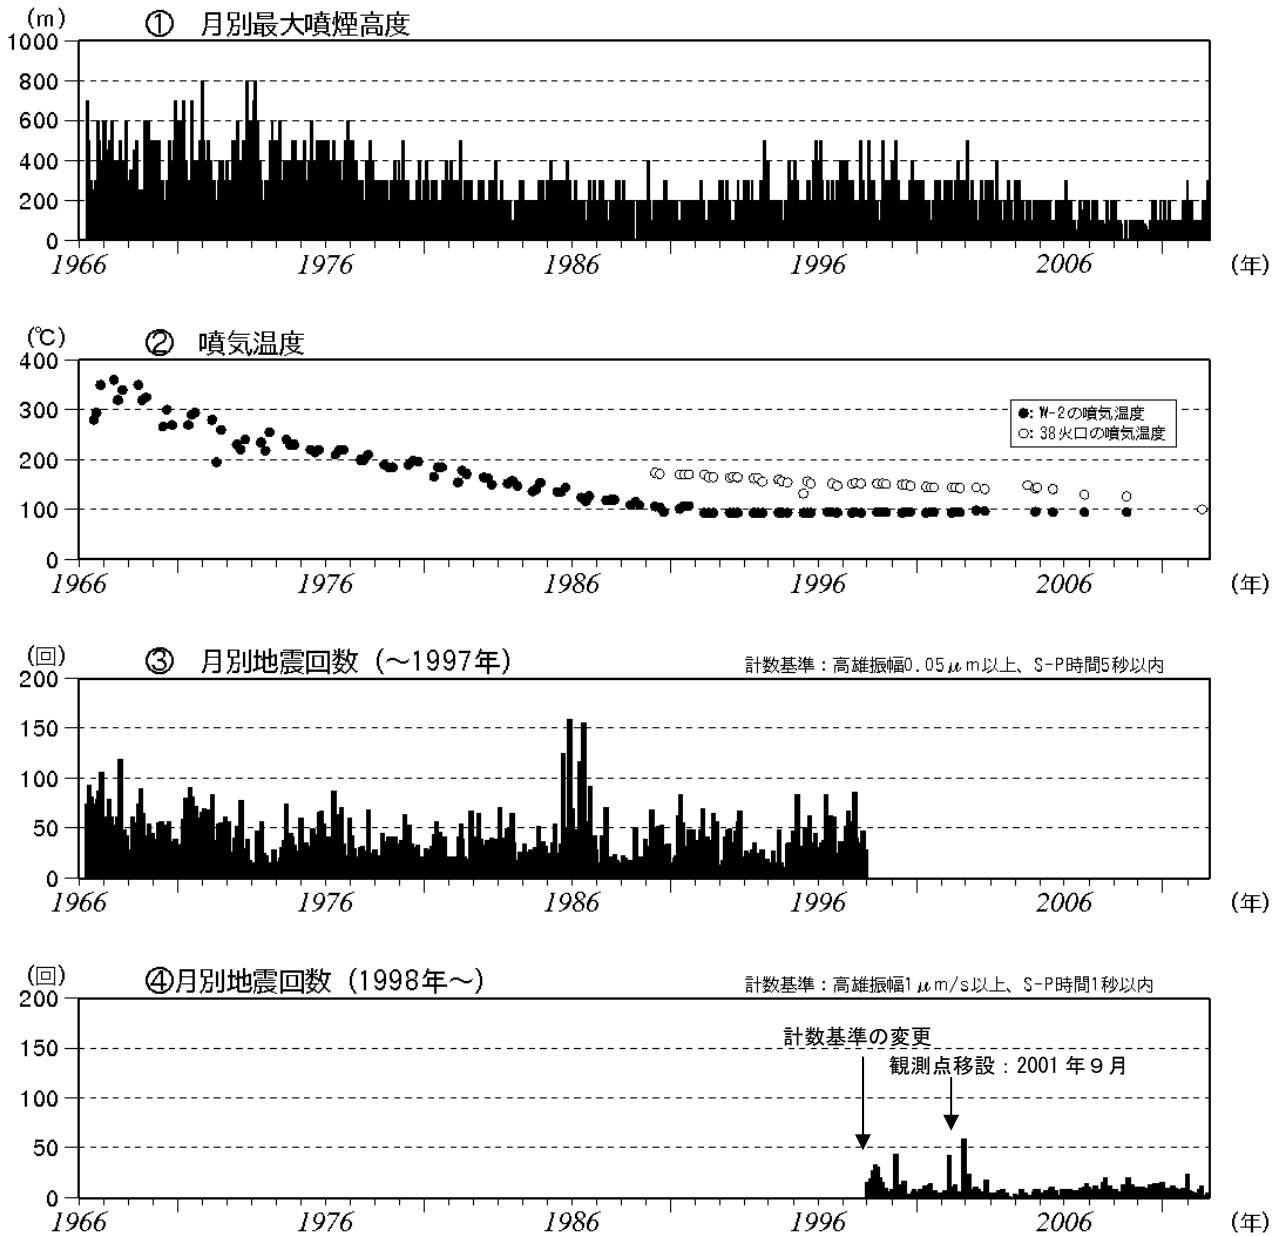 (m)
① 月別最大噴煙高度
1000
800
600
400
200
0
1966 1976 1986 1996 2006 (年)
(℃)
② 噴気温度
400
300
200
100
0
●: W-2の噴気温度
○: 38火口の噴気温度
1966 1976 1986 1996 2006 (年)
(回)
③ 月別地震回数 (～1997年)
計数基準：高雄振幅0.05μm以上、S-P時間5秒以内
200
150
100
50
0
1966 1976 1986 1996 2006 (年)
(回)
④月別地震回数 (1998年～)
計数基準：高雄振幅1μm/s以上、S-P時間1秒以内
200
150
100
50
0
計数基準の変更
観測点移設：2001年9月
1966 1976 1986 1996 2006 (年)